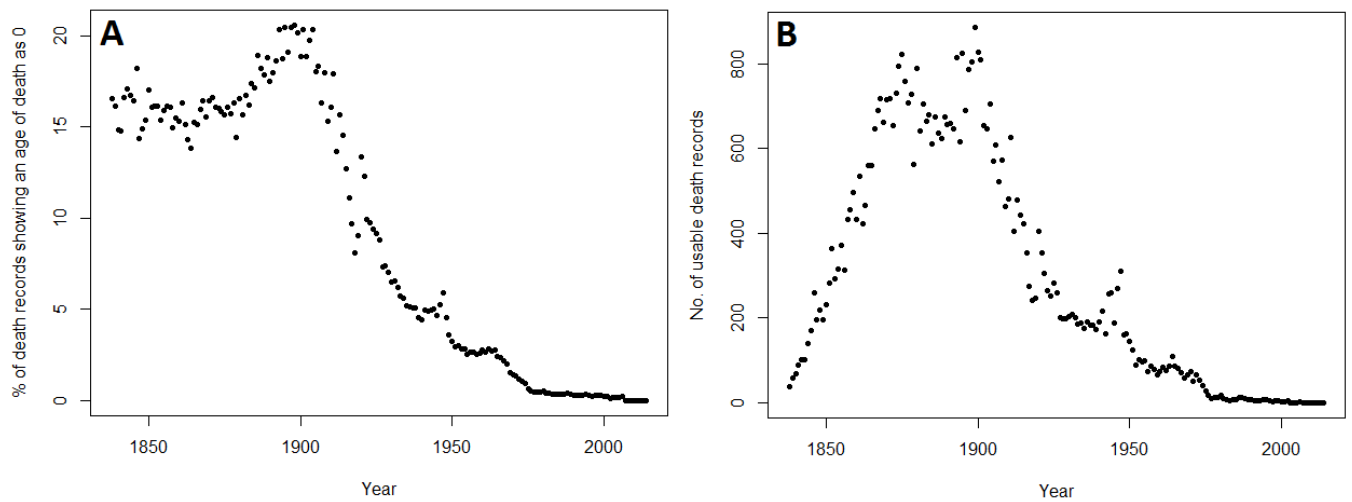 A
% of death records showing an age of death as 0
20
15
10
5
0
1850 1900 1950 2000
Year
B
No. of usable death records
800
600
400
200
0
1850 1900 1950 2000
Year